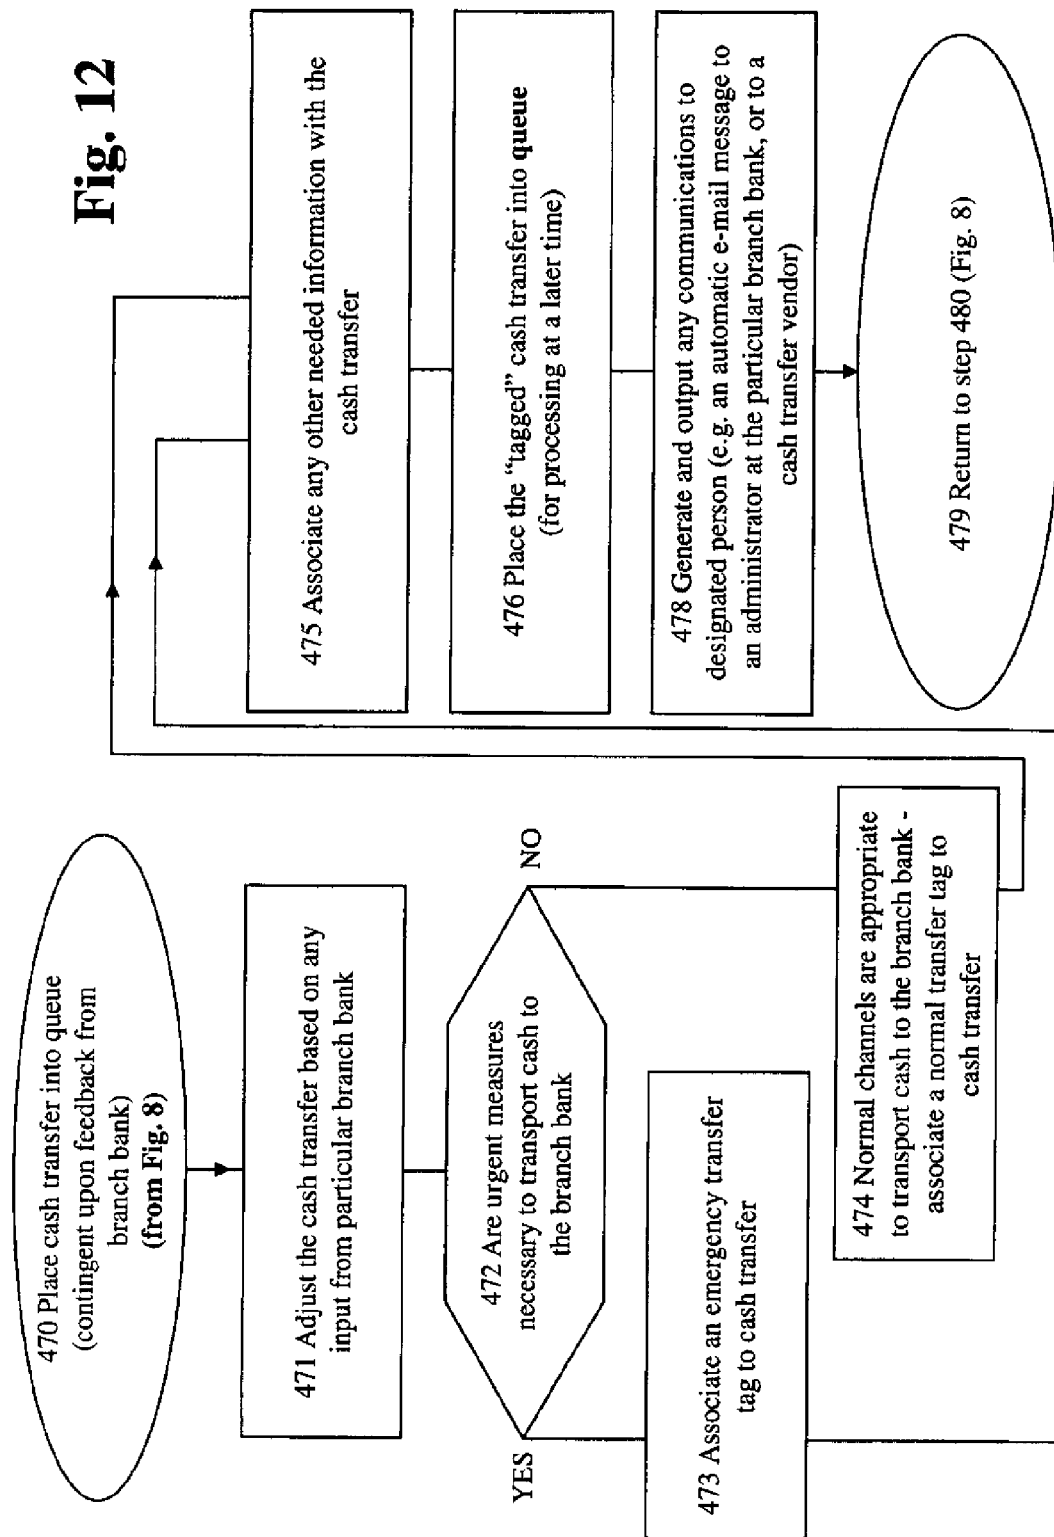 Fig. 12
470 Place cash transfer into queue
(contingent upon feedback from
branch bank)
(from Fig. 8)
471 Adjust the cash transfer based on any
input from particular branch bank
472 Are urgent measures
necessary to transport cash to
the branch bank
YES
NO
473 Associate an emergency transfer
tag to cash transfer
474 Normal channels are appropriate
to transport cash to the branch bank -
associate a normal transfer tag to
cash transfer
475 Associate any other needed information with the
cash transfer
476 Place the "tagged" cash transfer into queue
(for processing at a later time)
478 Generate and output any communications to
designated person (e.g. an automatic e-mail message to
an administrator at the particular branch bank, or to a
cash transfer vendor)
479 Return to step 480 (Fig. 8)